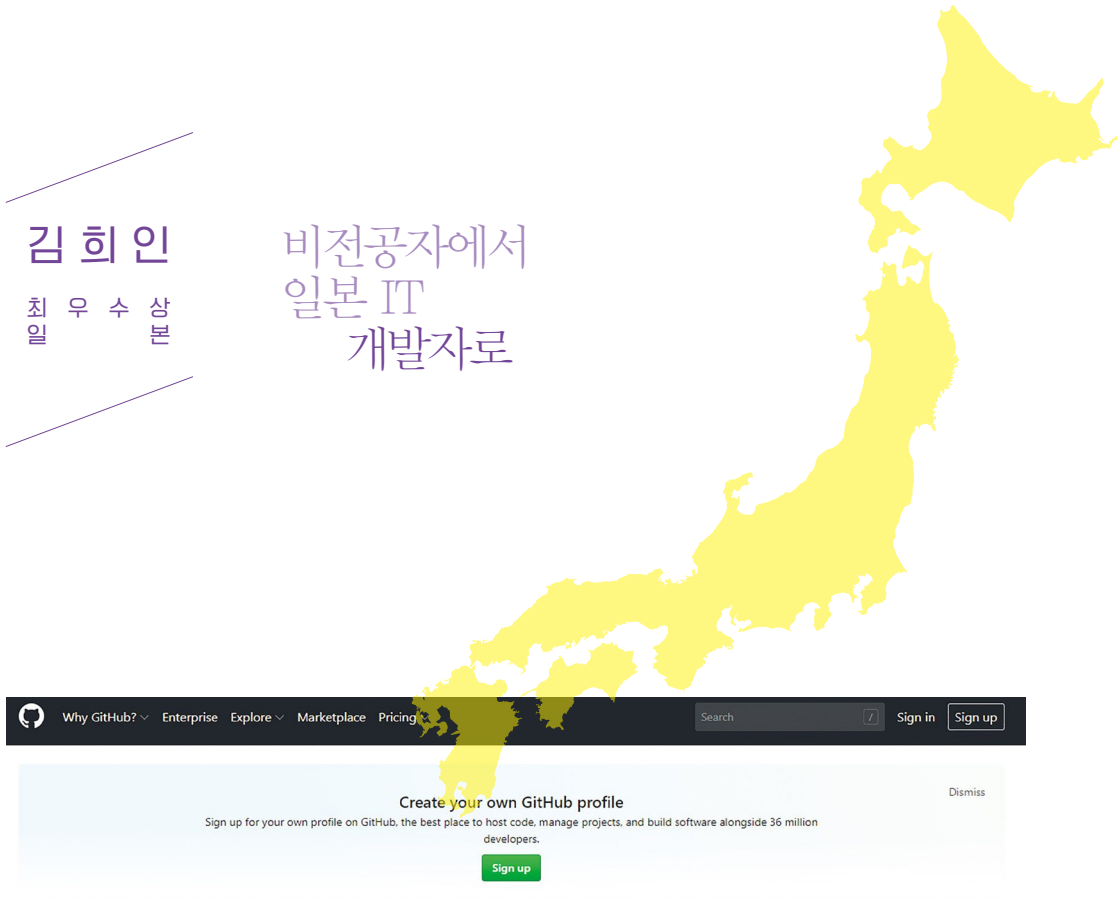 김희인
최우수상
일본
비전공자에서
일본 IT
개발자로
Why GitHub? Enterprise Explore Marketplace Pricing Search / Sign in Sign up
Dismiss
Create your own GitHub profile
Sign up for your own profile on GitHub, the best place to host code, manage projects, and build software alongside 36 million
developers.
Sign up